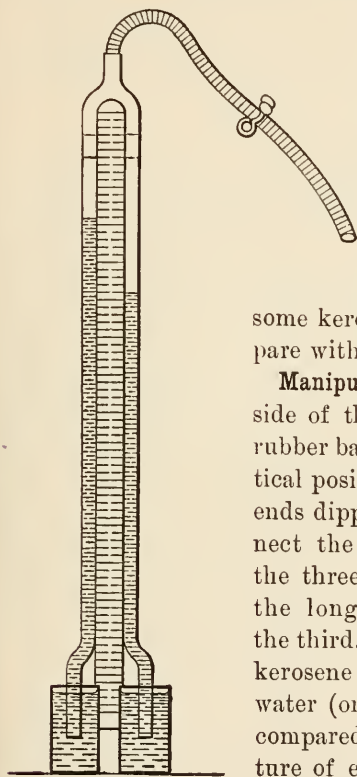 some kero
pare with
Manipu
side of th
rubber ba
tical posi
ends dipp
nect the
the three
the long
the third.
kerosene
water (or
compared
ture of e